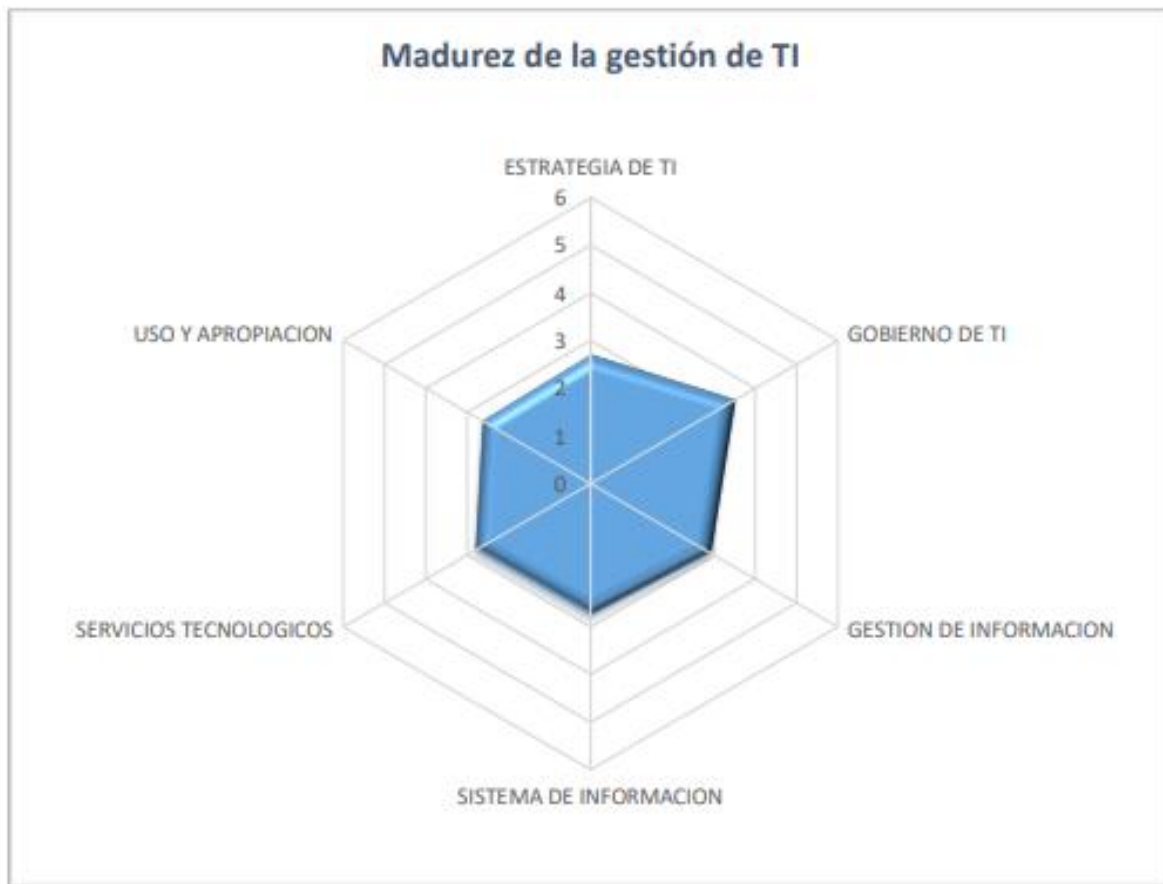 Madurez de la gestión de TI
ESTRATEGIA DE TI
6
5
4
3
2
1
0
USO Y APROPIACION
GOBIERNO DE TI
SERVICIOS TECNOLOGICOS
GESTION DE INFORMACION
SISTEMA DE INFORMACION